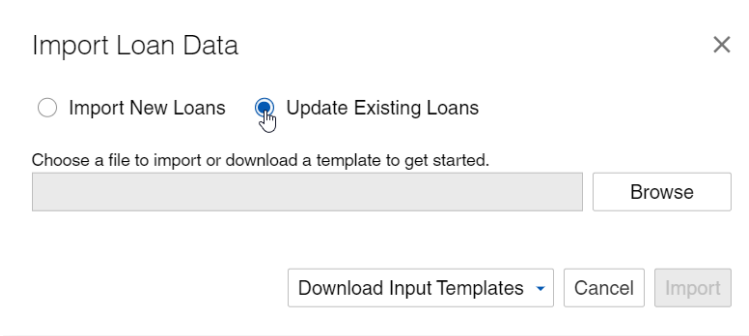 Import Loan Data
Import New Loans Update Existing Loans
Choose a file to import or download a template to get started.
Browse
Download Input Templates Cancel Import